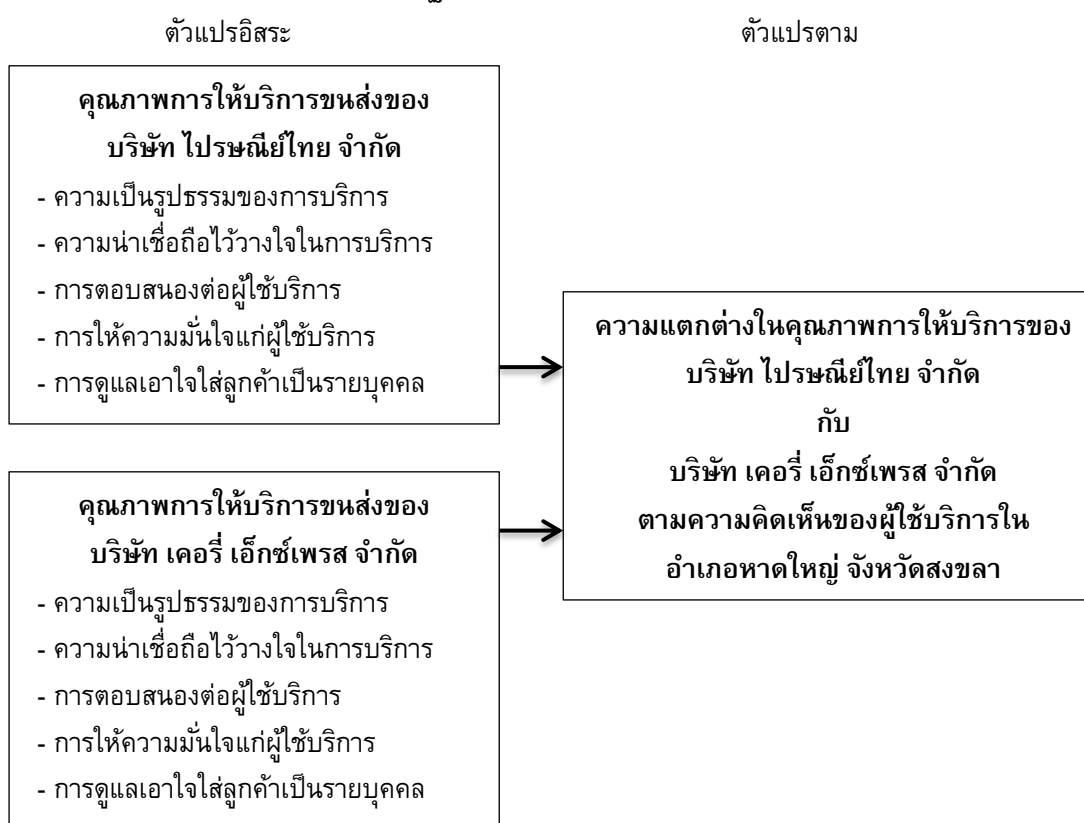 ตัวแปรอิสระ
ตัวแปรตาม
คุณภาพการให้บริการขนส่งของ
บริษัท ไปรษณีย์ไทย จำกัด
- ความเป็นรูปธรรมของการบริการ
- ความน่าเชื่อถือไว้วางใจในการบริการ
- การตอบสนองต่อผู้ใช้บริการ
- การให้ความมั่นใจแก่ผู้ใช้บริการ
- การดูแลเอาใจใส่ลูกค้าเป็นรายบุคคล
คุณภาพการให้บริการขนส่งของ
บริษัท เคอรี่ เอ็กซ์เพรส จำกัด
- ความเป็นรูปธรรมของการบริการ
- ความน่าเชื่อถือไว้วางใจในการบริการ
- การตอบสนองต่อผู้ใช้บริการ
- การให้ความมั่นใจแก่ผู้ใช้บริการ
- การดูแลเอาใจใส่ลูกค้าเป็นรายบุคคล
ความแตกต่างในคุณภาพการให้บริการของ
บริษัท ไปรษณีย์ไทย จำกัด
กับ
บริษัท เคอรี่ เอ็กซ์เพรส จำกัด
ตามความคิดเห็นของผู้ใช้บริการใน
อำเภอหาดใหญ่ จังหวัดสงขลา